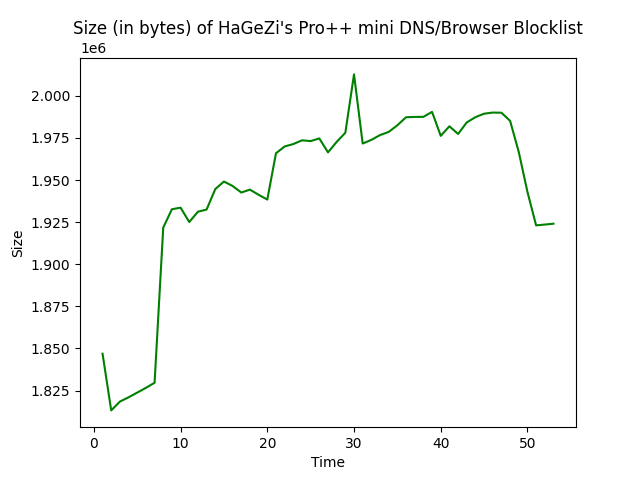 Size (in bytes) of HaGeZi's Pro++ mini DNS/Browser Blocklist
1e6
2.000
1.975
1.950
1.925
1.900
1.875
1.850
1.825
Size
0 10 20 30 40 50
Time